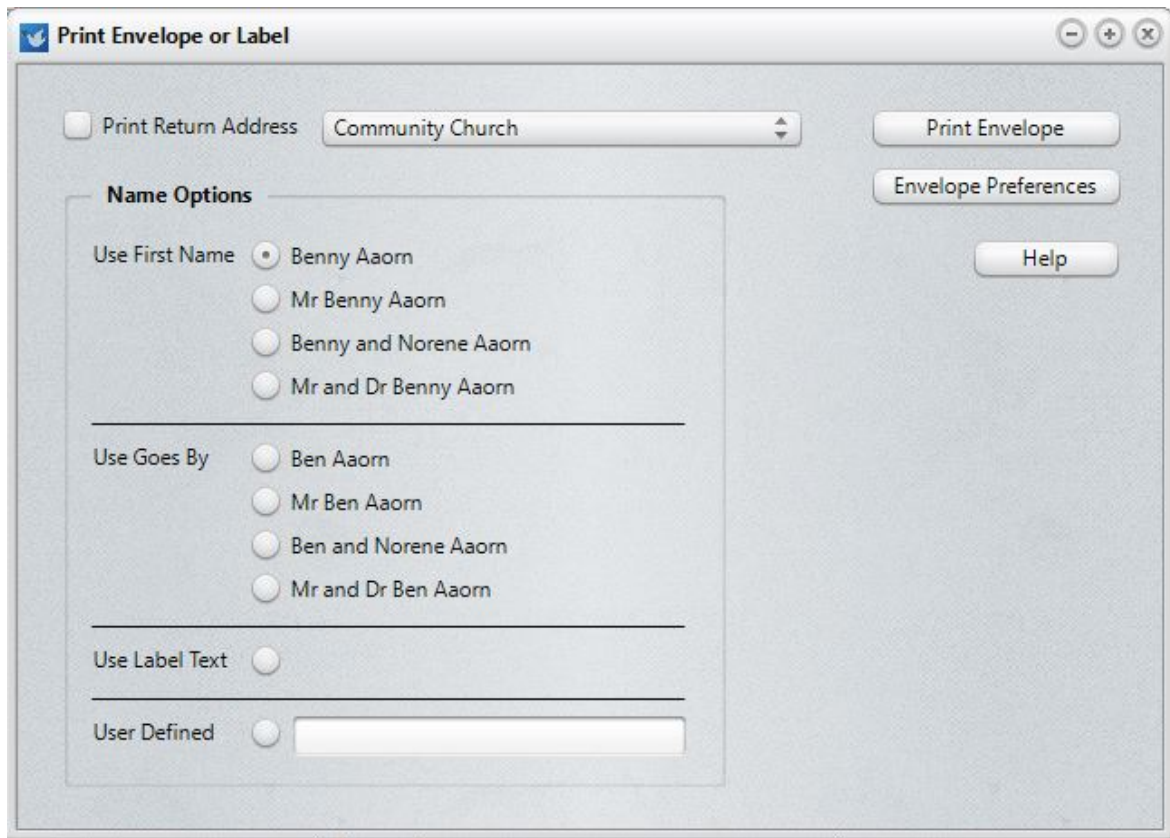 Print Envelope or Label
Print Return Address Community Church Print Envelope
Envelope Preferences
Name Options
Use First Name Benny Aaorn Help
Mr Benny Aaorn
Benny and Norene Aaorn
Mr and Dr Benny Aaorn
Use Goes By Ben Aaorn
Mr Ben Aaorn
Ben and Norene Aaorn
Mr and Dr Ben Aaorn
Use Label Text
User Defined